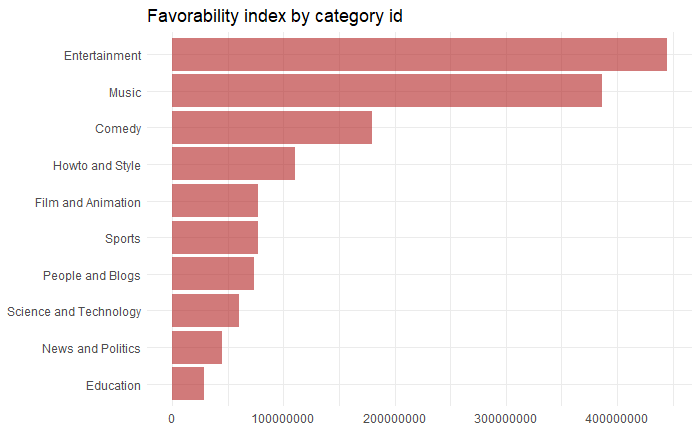 Favorability index by category id
Entertainment
Music
Comedy
Howto and Style
Film and Animation
Sports
People and Blogs
Science and Technology
News and Politics
Education
0 100000000 200000000 300000000 400000000